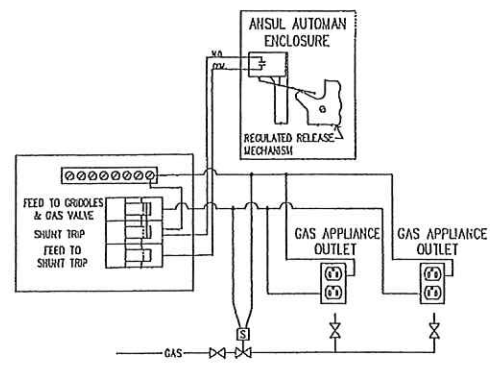 ANSUL AUTOMAN
ENCLOSURE
N.O.
REGULATED RELEASE
MECHANISM
FEED TO GRIDDLES
& GAS VALVE
SHUNT TRIP
FEED TO
SHUNT TRIP
GAS APPLIANCE
OUTLET
GAS APPLIANCE
OUTLET
S
GAS